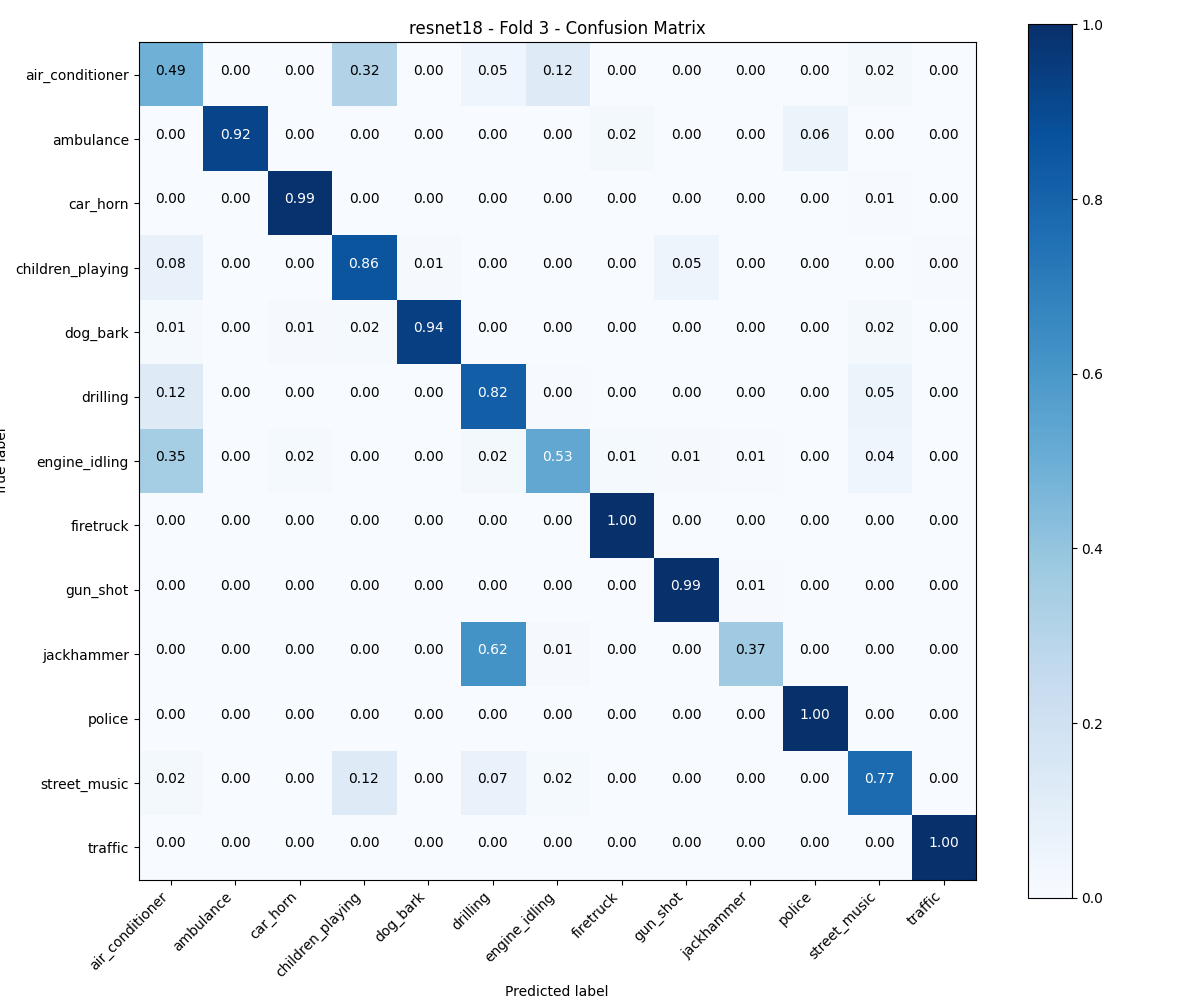 resnet18 - Fold 3 - Confusion Matrix
air_conditioner 0.49 0.00 0.00 0.32 0.00 0.05 0.12 0.00 0.00 0.00 0.00 0.02 0.00
ambulance 0.00 0.92 0.00 0.00 0.00 0.00 0.00 0.02 0.00 0.00 0.06 0.00 0.00
car_horn 0.00 0.00 0.99 0.00 0.00 0.00 0.00 0.00 0.00 0.00 0.00 0.01 0.00
children_playing 0.08 0.00 0.00 0.86 0.01 0.00 0.00 0.00 0.05 0.00 0.00 0.00 0.00
dog_bark 0.01 0.00 0.01 0.02 0.94 0.00 0.00 0.00 0.00 0.00 0.00 0.02 0.00
drilling 0.12 0.00 0.00 0.00 0.00 0.82 0.00 0.00 0.00 0.00 0.00 0.05 0.00
engine_idling 0.35 0.00 0.02 0.00 0.00 0.02 0.53 0.01 0.01 0.01 0.00 0.04 0.00
firetruck 0.00 0.00 0.00 0.00 0.00 0.00 0.00 1.00 0.00 0.00 0.00 0.00 0.00
gun_shot 0.00 0.00 0.00 0.00 0.00 0.00 0.00 0.00 0.99 0.01 0.00 0.00 0.00
jackhammer 0.00 0.00 0.00 0.00 0.00 0.62 0.01 0.00 0.00 0.37 0.00 0.00 0.00
police 0.00 0.00 0.00 0.00 0.00 0.00 0.00 0.00 0.00 0.00 1.00 0.00 0.00
street_music 0.02 0.00 0.00 0.12 0.00 0.07 0.02 0.00 0.00 0.00 0.00 0.77 0.00
traffic 0.00 0.00 0.00 0.00 0.00 0.00 0.00 0.00 0.00 0.00 0.00 0.00 1.00
air_conditioner ambulance car_horn children_playing dog_bark drilling engine_idling firetruck gun_shot jackhammer police street_music traffic
Predicted label
1.0
0.8
0.6
0.4
0.2
0.0